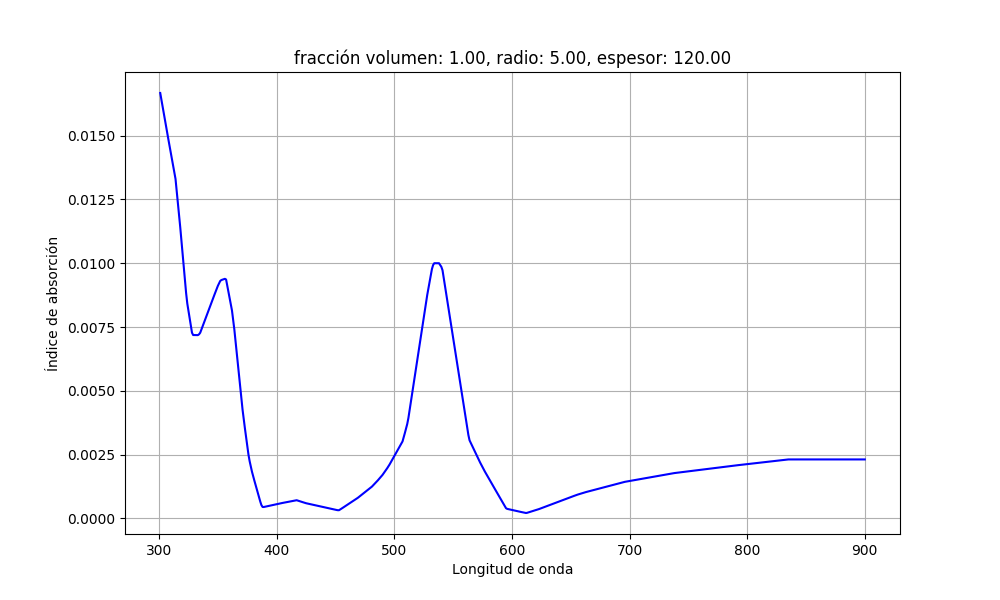 fracción volumen: 1.00, radio: 5.00, espesor: 120.00
0.0150
0.0125
0.0100
0.0075
0.0050
0.0025
0.0000
Índice de absorción
300 400 500 600 700 800 900
Longitud de onda